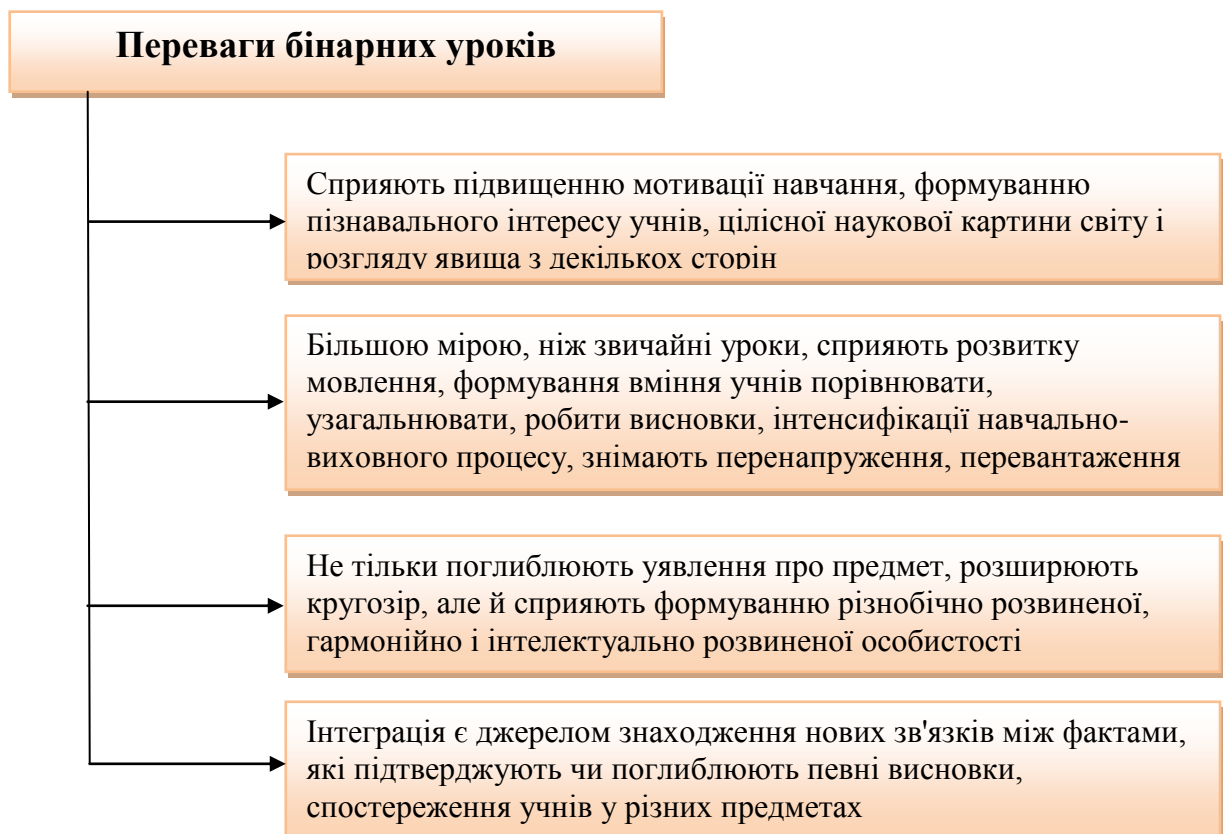 Переваги бінарних уроків
Сприяють підвищенню мотивації навчання, формуванню
пізнавального інтересу учнів, цілісної наукової картини світу і
розгляду явища з декількох сторін
Більшою мірою, ніж звичайні уроки, сприяють розвитку
мовлення, формування вміння учнів порівнювати,
узагальнювати, робити висновки, інтенсифікації навчально-
виховного процесу, знімають перенапруження, перевантаження
Не тільки поглиблюють уявлення про предмет, розширюють
кругозір, але й сприяють формуванню різнобічно розвиненої,
гармонійно і інтелектуально розвиненої особистості
Інтеграція є джерелом знаходження нових зв'язків між фактами,
які підтверджують чи поглиблюють певні висновки,
спостереження учнів у різних предметах